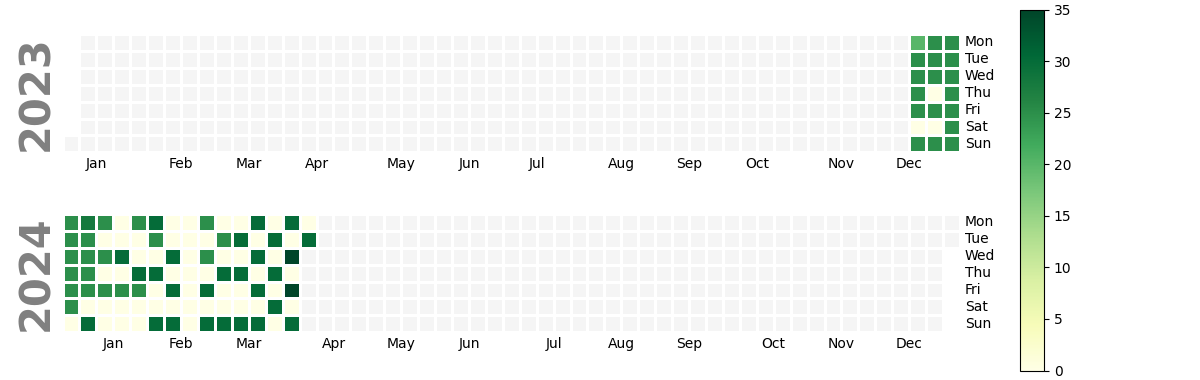 2023
Mon
Tue
Wed
Thu
Fri
Sat
Sun
Jan Feb Mar Apr May Jun Jul Aug Sep Oct Nov Dec
2024
Mon
Tue
Wed
Thu
Fri
Sat
Sun
Jan Feb Mar Apr May Jun Jul Aug Sep Oct Nov Dec
35
30
25
20
15
10
5
0